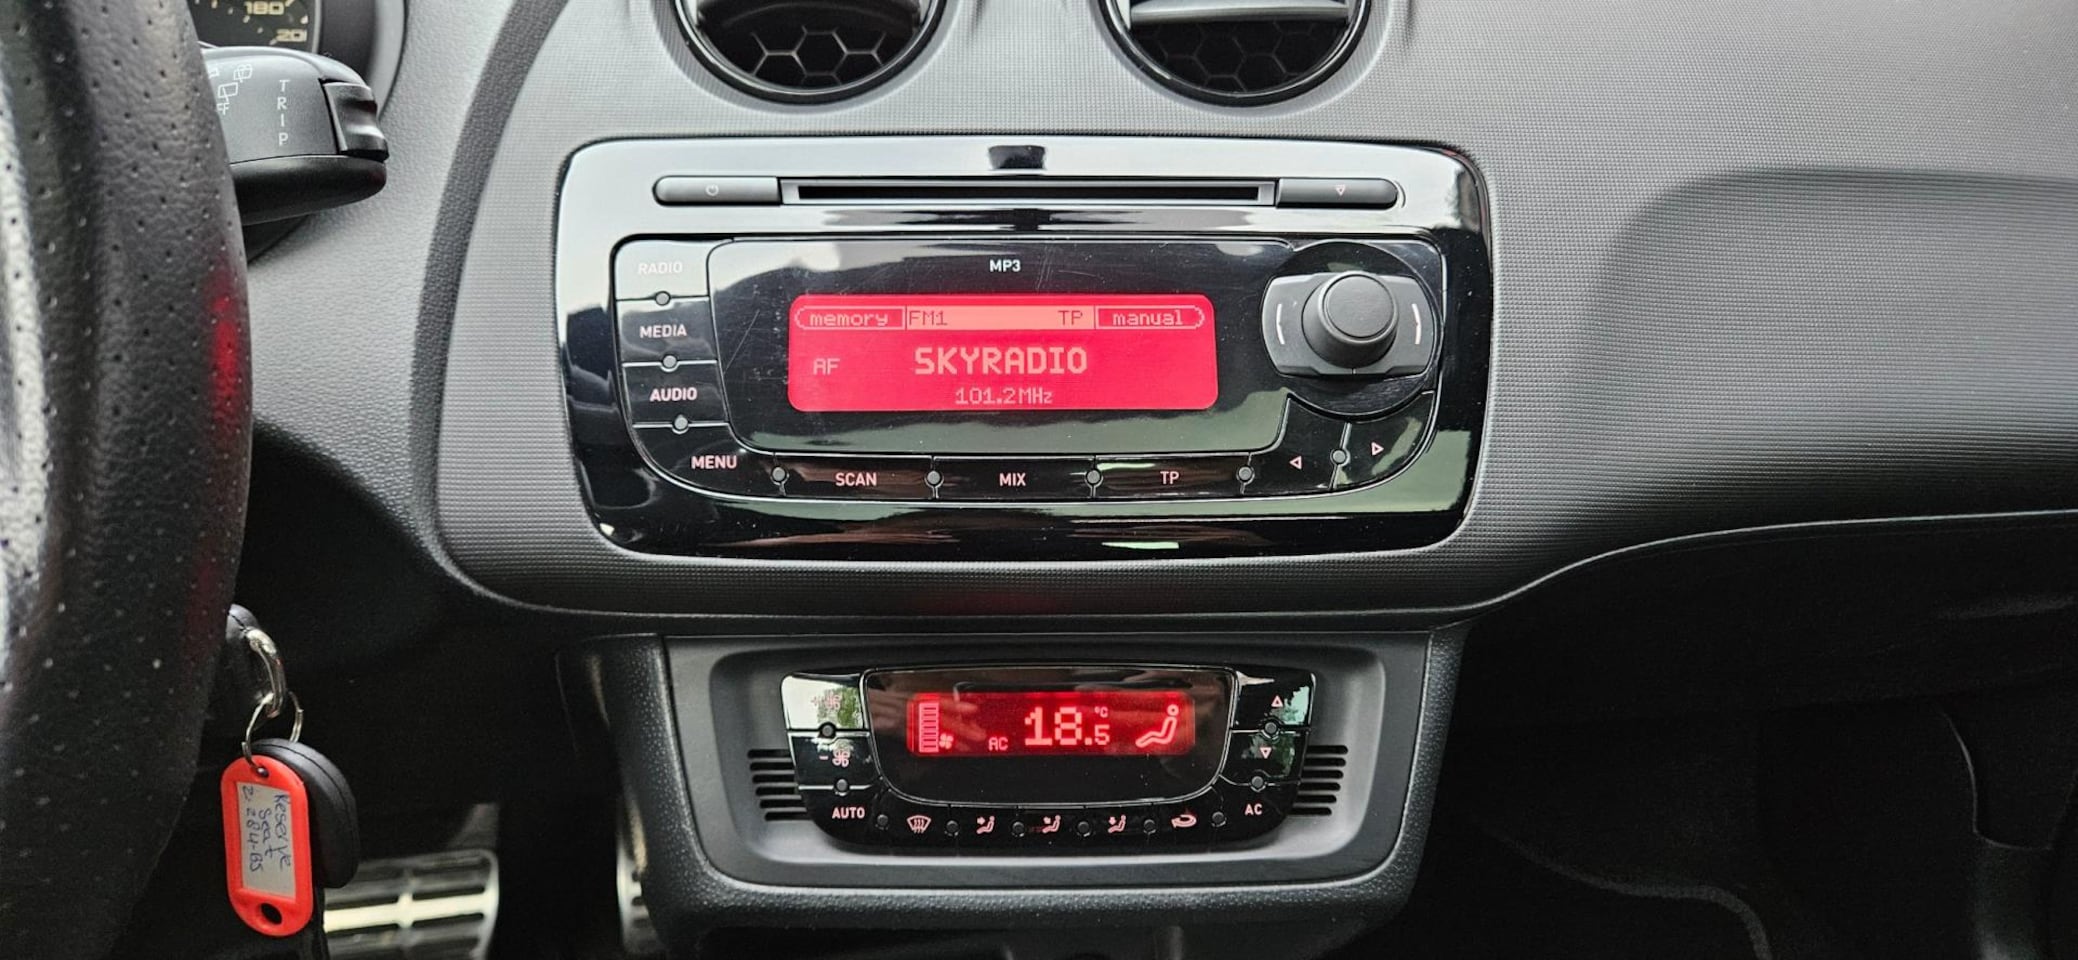 180
TRIP
MP3
RADIO
MEDIA
AUDIO
MENU
memory FM1 TP manual
AF SKYRADIO
101.2MHz
SCAN MIX TP
AC 18.5 °C
AUTO
AC
Reserve
Seat